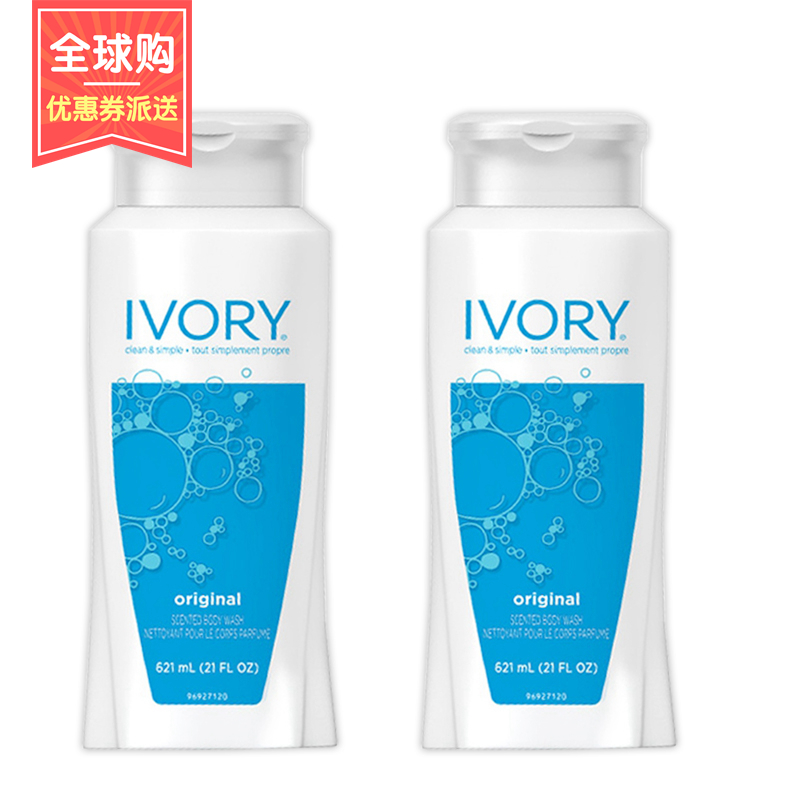 全球购
优惠券派送
IVORY®
clean & simple • tout simplement propre
original
SCENTED BODY WASH
NETTOYANT POUR LE CORPS PARFUMÉ
621 mL (21 FL OZ)
96927120
IVORY®
clean & simple • tout simplement propre
original
SCENTED BODY WASH
NETTOYANT POUR LE CORPS PARFUMÉ
621 mL (21 FL OZ)
96927120